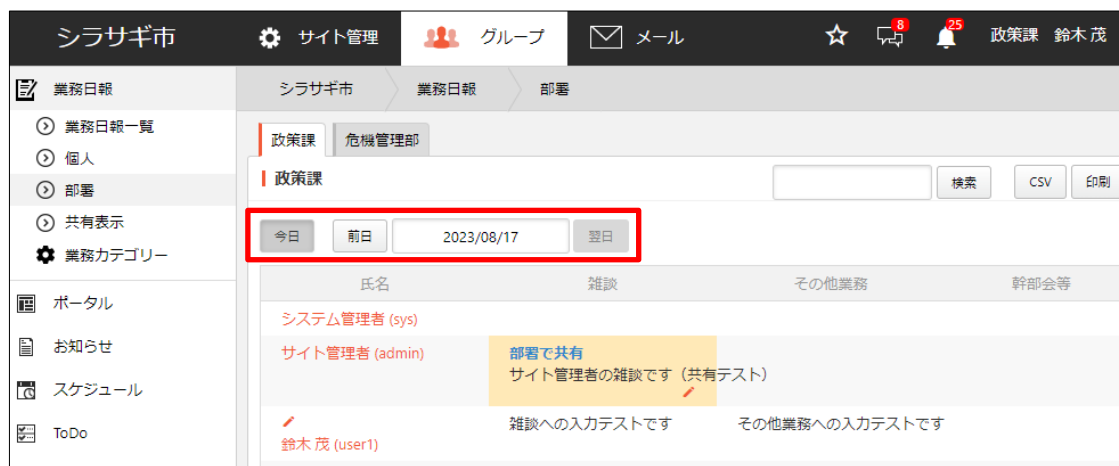 シラサギ市 サイト管理 グループ メール 8 25 政策課 鈴木 茂
業務日報 シラサギ市 業務日報 部署
業務日報一覧
個人
部署
共有表示
業務カテゴリー
ポータル
お知らせ
スケジュール
ToDo
政策課 危機管理部
政策課 検索 CSV 印刷
今日 前日 2023/08/17 翌日
氏名 雑談 その他業務 幹部会等
システム管理者 (sys)
サイト管理者 (admin) 部署で共有
サイト管理者の雑談です（共有テスト）
雑談への入力テストです その他業務への入力テストです
鈴木 茂 (user1)